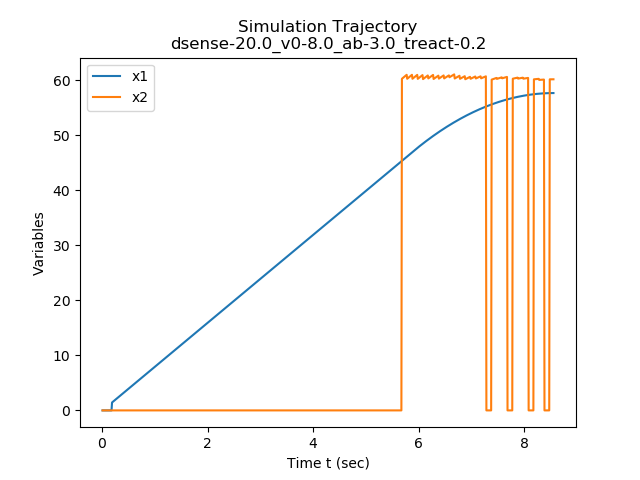 Simulation Trajectory
dsense-20.0_v0-8.0_ab-3.0_treact-0.2
x1
x2
60
50
40
30
20
10
0
Variables
0
2
4
6
8
Time t (sec)